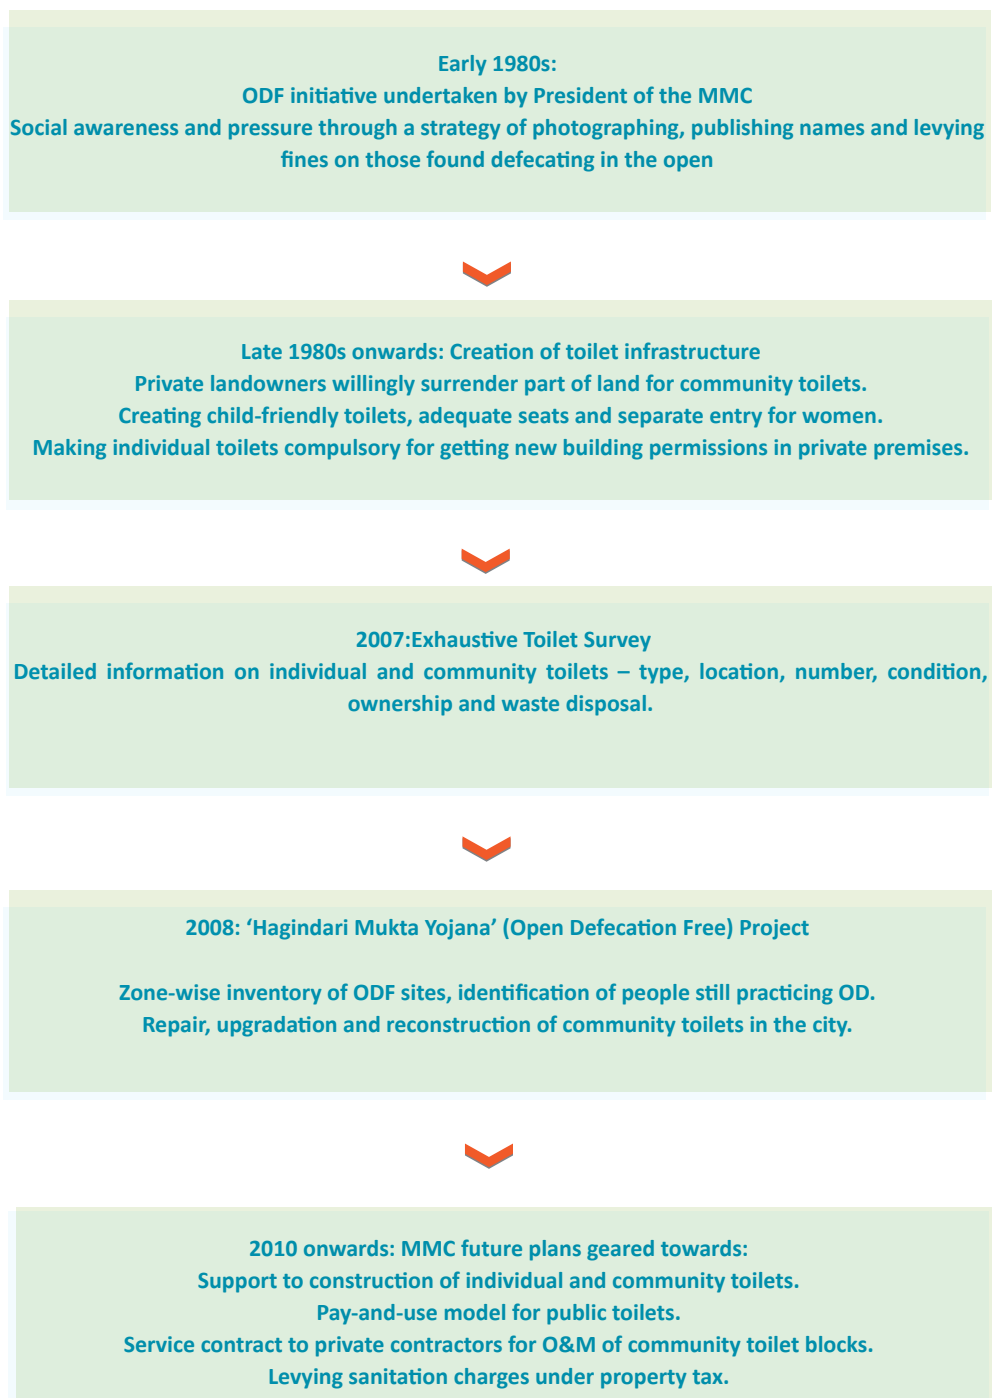 Early 1980s:
ODF initiative undertaken by President of the MMC
Social awareness and pressure through a strategy of photographing, publishing names and levying
fines on those found defecating in the open
Late 1980s onwards: Creation of toilet infrastructure
Private landowners willingly surrender part of land for community toilets.
Creating child-friendly toilets, adequate seats and separate entry for women.
Making individual toilets compulsory for getting new building permissions in private premises.
2007:Exhaustive Toilet Survey
Detailed information on individual and community toilets – type, location, number, condition,
ownership and waste disposal.
2008: ‘Hagindari Mukta Yojana’ (Open Defecation Free) Project
Zone-wise inventory of ODF sites, identification of people still practicing OD.
Repair, upgradation and reconstruction of community toilets in the city.
2010 onwards: MMC future plans geared towards:
Support to construction of individual and community toilets.
Pay-and-use model for public toilets.
Service contract to private contractors for O&M of community toilet blocks.
Levying sanitation charges under property tax.